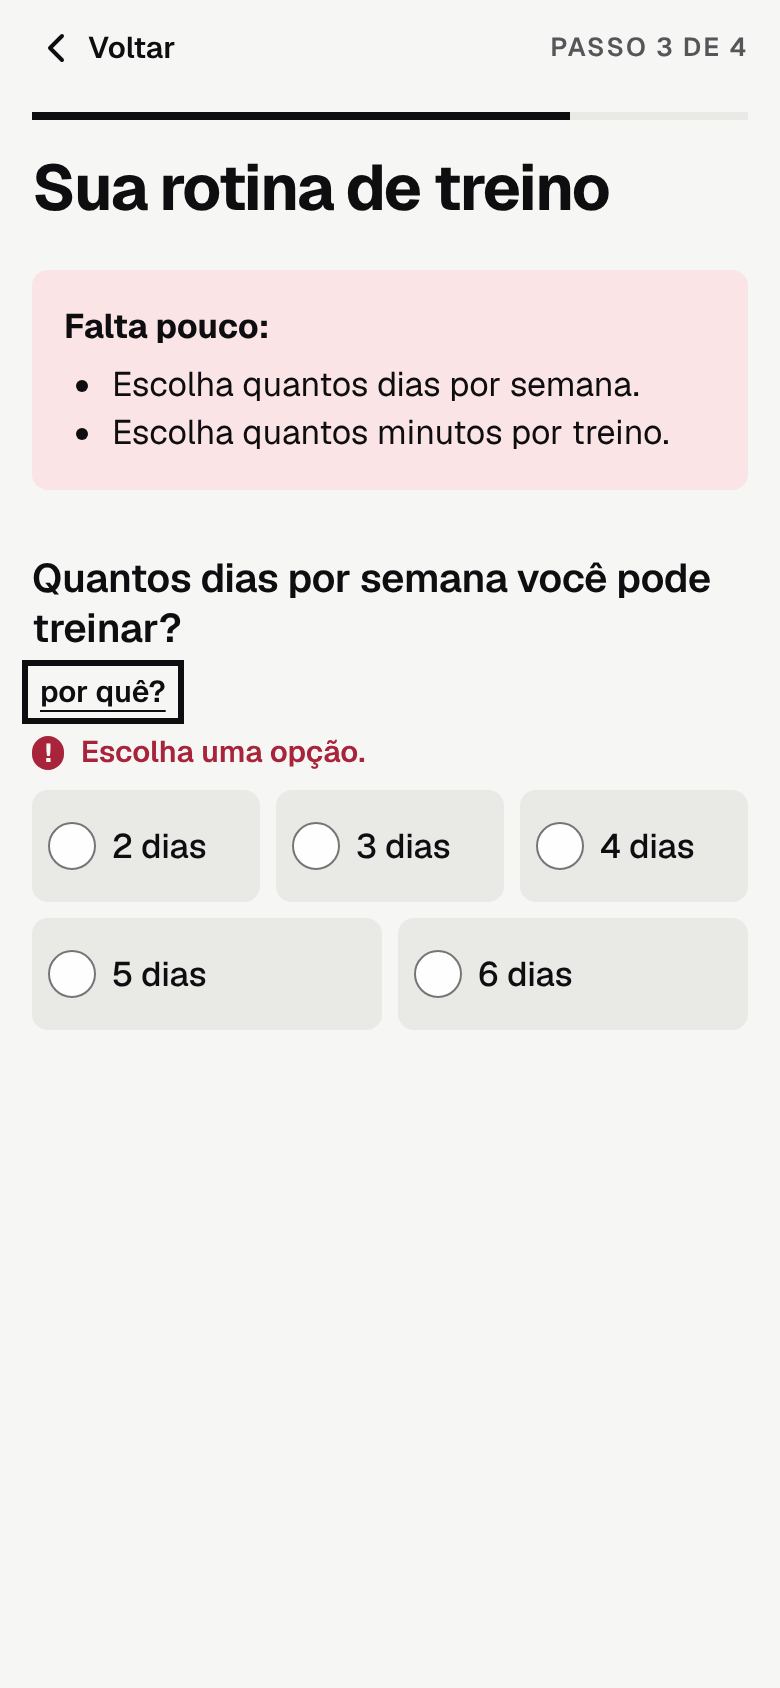 Voltar
PASSO 3 DE 4
Sua rotina de treino
Falta pouco:
Escolha quantos dias por semana.
Escolha quantos minutos por treino.
Quantos dias por semana você pode
treinar?
por quê?
Escolha uma opção.
2 dias
3 dias
4 dias
5 dias
6 dias